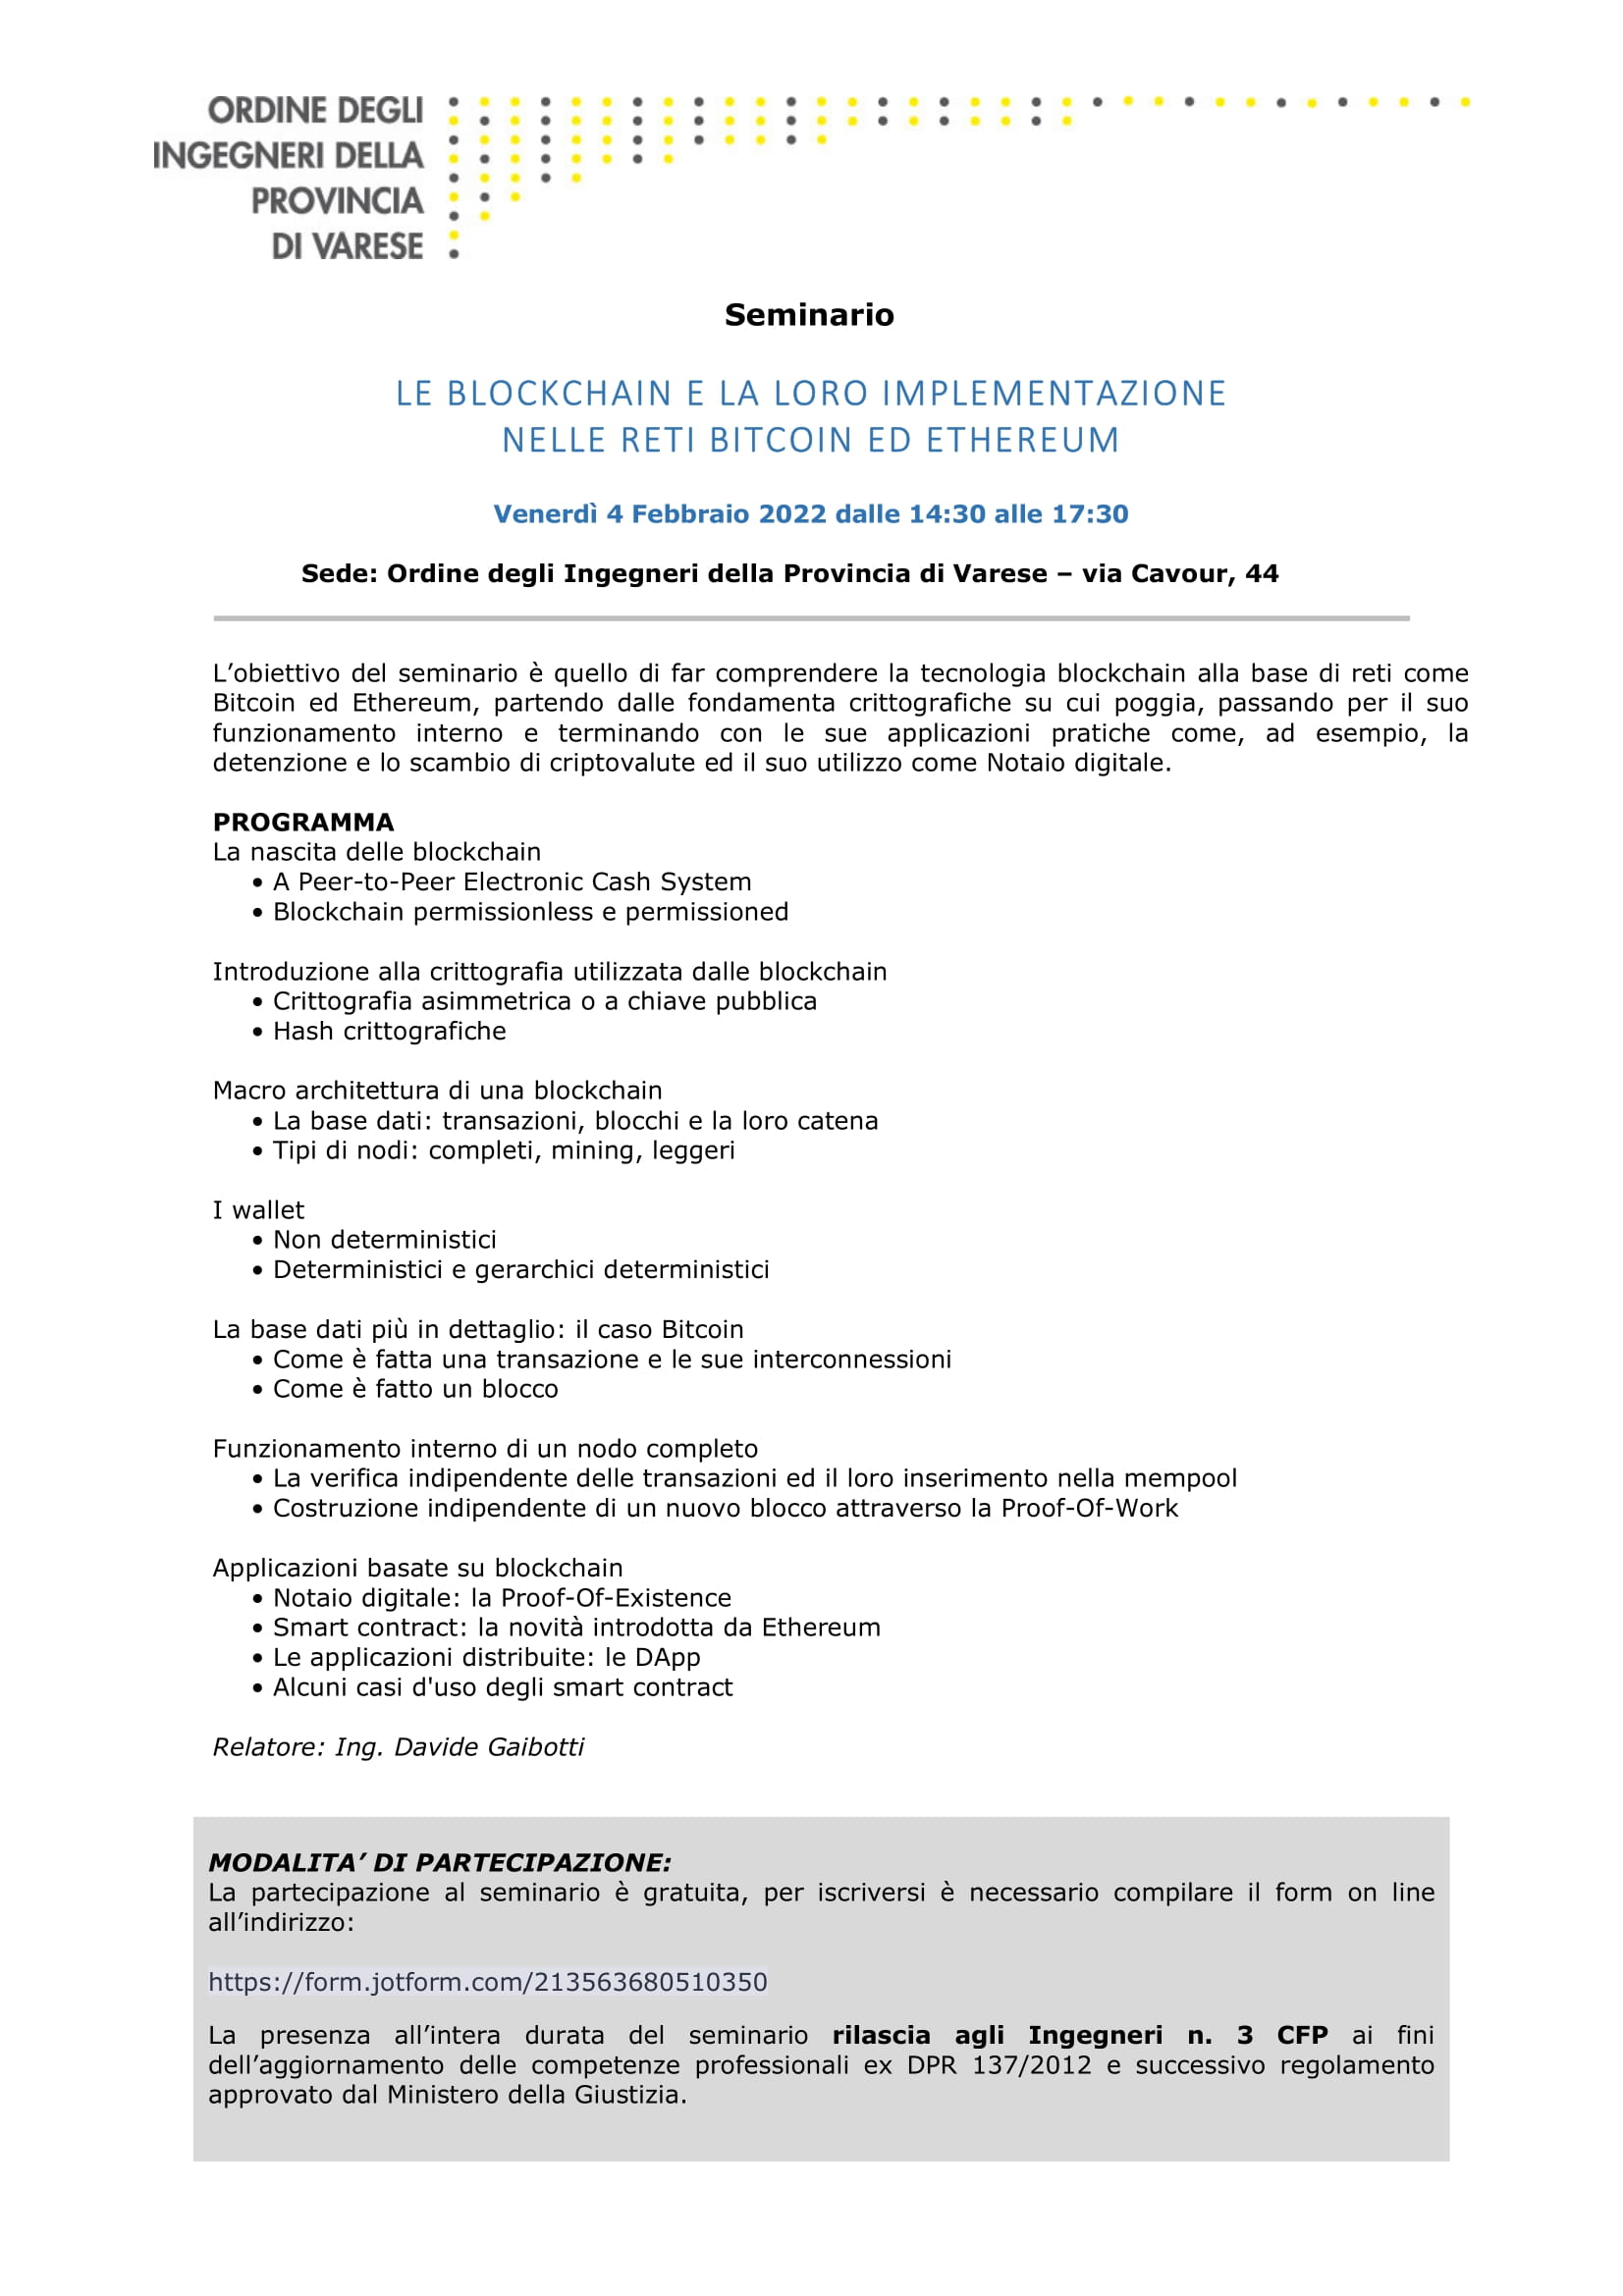 ORDINE DEGLI
INGEGNERI DELLA
PROVINCIA
DI VARESE
Seminario
LE BLOCKCHAIN E LA LORO IMPLEMENTAZIONE
NELLE RETI BITCOIN ED ETHEREUM
Venerdì 4 Febbraio 2022 dalle 14:30 alle 17:30
Sede: Ordine degli Ingegneri della Provincia di Varese – via Cavour, 44
L’obiettivo del seminario è quello di far comprendere la tecnologia blockchain alla base di reti come
Bitcoin ed Ethereum, partendo dalle fondamenta crittografiche su cui poggia, passando per il suo
funzionamento interno e terminando con le sue applicazioni pratiche come, ad esempio, la
detenzione e lo scambio di criptovalute ed il suo utilizzo come Notaio digitale.
PROGRAMMA
La nascita delle blockchain
• A Peer-to-Peer Electronic Cash System
• Blockchain permissionless e permissioned
Introduzione alla crittografia utilizzata dalle blockchain
• Crittografia asimmetrica o a chiave pubblica
• Hash crittografiche
Macro architettura di una blockchain
• La base dati: transazioni, blocchi e la loro catena
• Tipi di nodi: completi, mining, leggeri
I wallet
• Non deterministici
• Deterministici e gerarchici deterministici
La base dati più in dettaglio: il caso Bitcoin
• Come è fatta una transazione e le sue interconnessioni
• Come è fatto un blocco
Funzionamento interno di un nodo completo
• La verifica indipendente delle transazioni ed il loro inserimento nella mempool
• Costruzione indipendente di un nuovo blocco attraverso la Proof-Of-Work
Applicazioni basate su blockchain
• Notaio digitale: la Proof-Of-Existence
• Smart contract: la novità introdotta da Ethereum
• Le applicazioni distribuite: le DApp
• Alcuni casi d'uso degli smart contract
Relatore: Ing. Davide Gaibotti
MODALITA’ DI PARTECIPAZIONE:
La partecipazione al seminario è gratuita, per iscriversi è necessario compilare il form on line
all’indirizzo:
https://form.jotform.com/213563680510350
La presenza all’intera durata del seminario rilascia agli Ingegneri n. 3 CFP ai fini
dell’aggiornamento delle competenze professionali ex DPR 137/2012 e successivo regolamento
approvato dal Ministero della Giustizia.